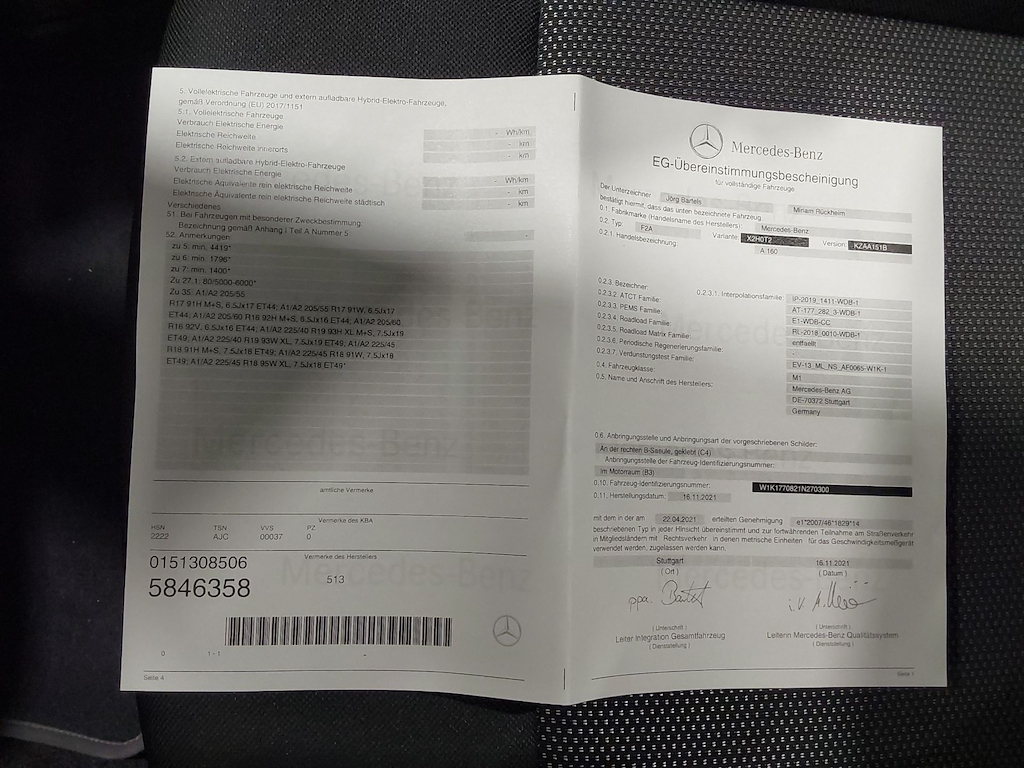 5. Vollelektrische Fahrzeuge und extern aufladbare Hybrid-Elektro-Fahrzeuge,
gemäß Verordnung (EU) 2017/1151
5.1. Vollelektrische Fahrzeuge
Verbrauch Elektrische Energie - Wh/km
Elektrische Reichweite - km
Elektrische Reichweite innerorts - km
5.2. Extern aufladbare Hybrid-Elektro-Fahrzeuge
Verbrauch Elektrische Energie - Wh/km
Elektrische Äquivalente rein elektrische Reichweite - km
Elektrische Äquivalente rein elektrische Reichweite städtisch - km
Verschiedenes
51. Bei Fahrzeugen mit besonderer Zweckbestimmung:
Bezeichnung gemäß Anhang I Teil A Nummer 5 -
52. Anmerkungen:
zu 5: min. 4419*
zu 6: min. 1796*
zu 7: min. 1400*
Zu 27.1: 80/5000-6000*
Zu 35: A1/A2 205/55
R17 91H M+S, 6.5Jx17 ET44; A1/A2 205/55 R17 91W, 6.5Jx17
ET44; A1/A2 205/60 R16 92H M+S, 6.5Jx16 ET44; A1/A2 205/60
R16 92V, 6.5Jx16 ET44; A1/A2 225/40 R19 93H XL M+S, 7.5Jx19
ET49; A1/A2 225/40 R19 93W XL, 7.5Jx19 ET49; A1/A2 225/45
R18 91H M+S, 7.5Jx18 ET49; A1/A2 225/45 R18 91W, 7.5Jx18
ET49; A1/A2 225/45 R18 95W XL, 7.5Jx18 ET49*
amtliche Vermerke
Vermerke des KBA
HSN TSN VVS PZ
2222 AJC 00037 0
Vermerke des Herstellers
0151308506
5846358 513
0 1 - 1 -
Seite 4
Mercedes-Benz
EG-Übereinstimmungsbescheinigung
für vollständige Fahrzeuge
Der Unterzeichner Jörg Bartels Miriam Rückheim
bestätigt hiermit, dass das unten bezeichnete Fahrzeug
0.1. Fabrikmarke (Handelsname des Herstellers): Mercedes-Benz
0.2. Typ: F2A Variante: X2H0T2 Version: KZAA151B
0.2.1. Handelsbezeichnung: A 160
0.2.3. Bezeichner:
0.2.3.1. Interpolationsfamilie: IP-2019_1411-WDB-1
0.2.3.2. ATCT Familie: AT-177_282_3-WDB-1
0.2.3.3. PEMS Familie: E1-WDB-CC
0.2.3.4. Roadload Familie: RL-2018_0010-WDB-1
0.2.3.5. Roadload Matrix Familie: entfaellt
0.2.3.6. Periodische Regenerierungsfamilie: -
0.2.3.7. Verdunstungstest Familie: EV-13_ML_NS_AF0065-W1K-1
0.4. Fahrzeugklasse: M1
0.5. Name und Anschrift des Herstellers: Mercedes-Benz AG
DE-70372 Stuttgart
Germany
0.6. Anbringungsstelle und Anbringungsart der vorgeschriebenen Schilder:
An der rechten B-Saeule, geklebt (C4)
Anbringungsstelle der Fahrzeug-Identifizierungsnummer:
im Motorraum (B3)
0.10. Fahrzeug-Identifizierungsnummer: W1K1770821N270300
0.11. Herstellungsdatum: 16.11.2021
mit dem in der am 22.04.2021 erteilten Genehmigung e1*2007/46*1829*14
beschriebenen Typ in jeder Hinsicht übereinstimmt und zur fortwährenden Teilnahme am Straßenverkehr
in Mitgliedsländern mit Rechtsverkehr in denen metrische Einheiten für das Geschwindigkeitsmeßgerät
verwendet werden, zugelassen werden kann:
Stuttgart 16.11.2021
( Ort ) ( Datum )
ppa. i.V.
( Unterschrift ) ( Unterschrift )
Leiter Integration Gesamtfahrzeug Leiterin Mercedes-Benz Qualitätssystem
( Dienststellung ) ( Dienststellung )
Seite 1